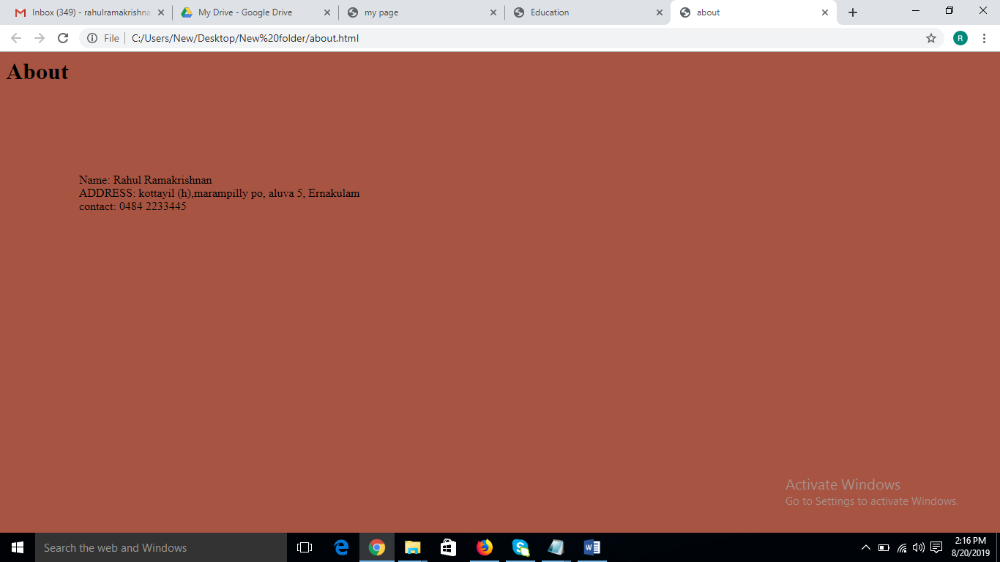 Inbox (349) - rahulramakrishna
My Drive - Google Drive
my page
Education
about
File
C:/Users/New/Desktop/New%20folder/about.html
R
About
Name: Rahul Ramakrishnan
ADDRESS: kottayil (h),marampilly po, aluva 5, Ernakulam
contact: 0484 2233445
Activate Windows
Go to Settings to activate Windows.
Search the web and Windows
2:16 PM
8/20/2019